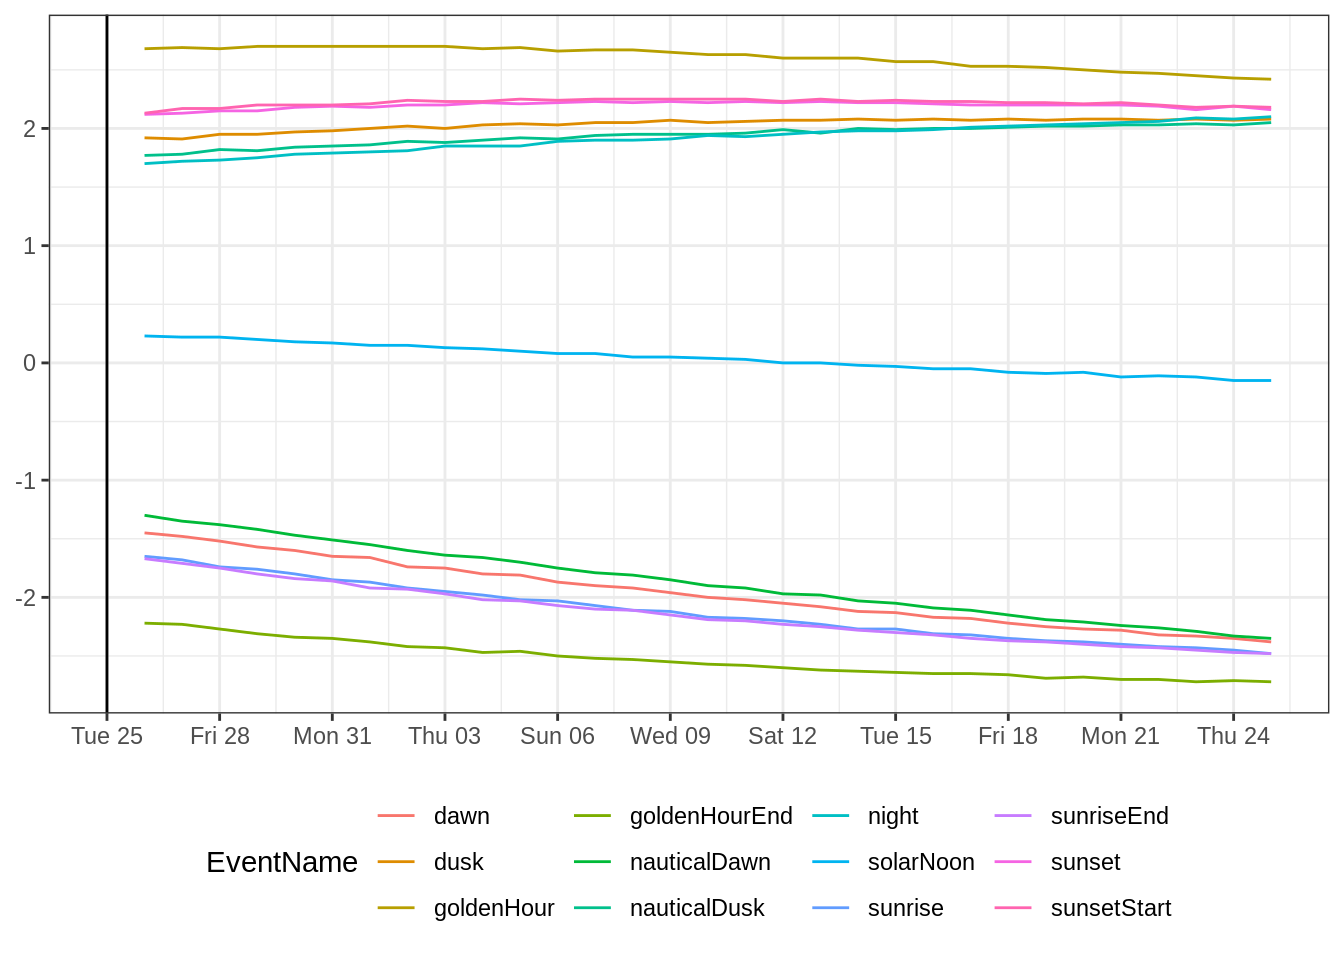 2
1
0
-1
-2
Tue 25 Fri 28 Mon 31 Thu 03 Sun 06 Wed 09 Sat 12 Tue 15 Fri 18 Mon 21 Thu 24
EventName
dawn goldenHourEnd night sunriseEnd
dusk nauticalDawn solarNoon sunset
goldenHour nauticalDusk sunrise sunsetStart